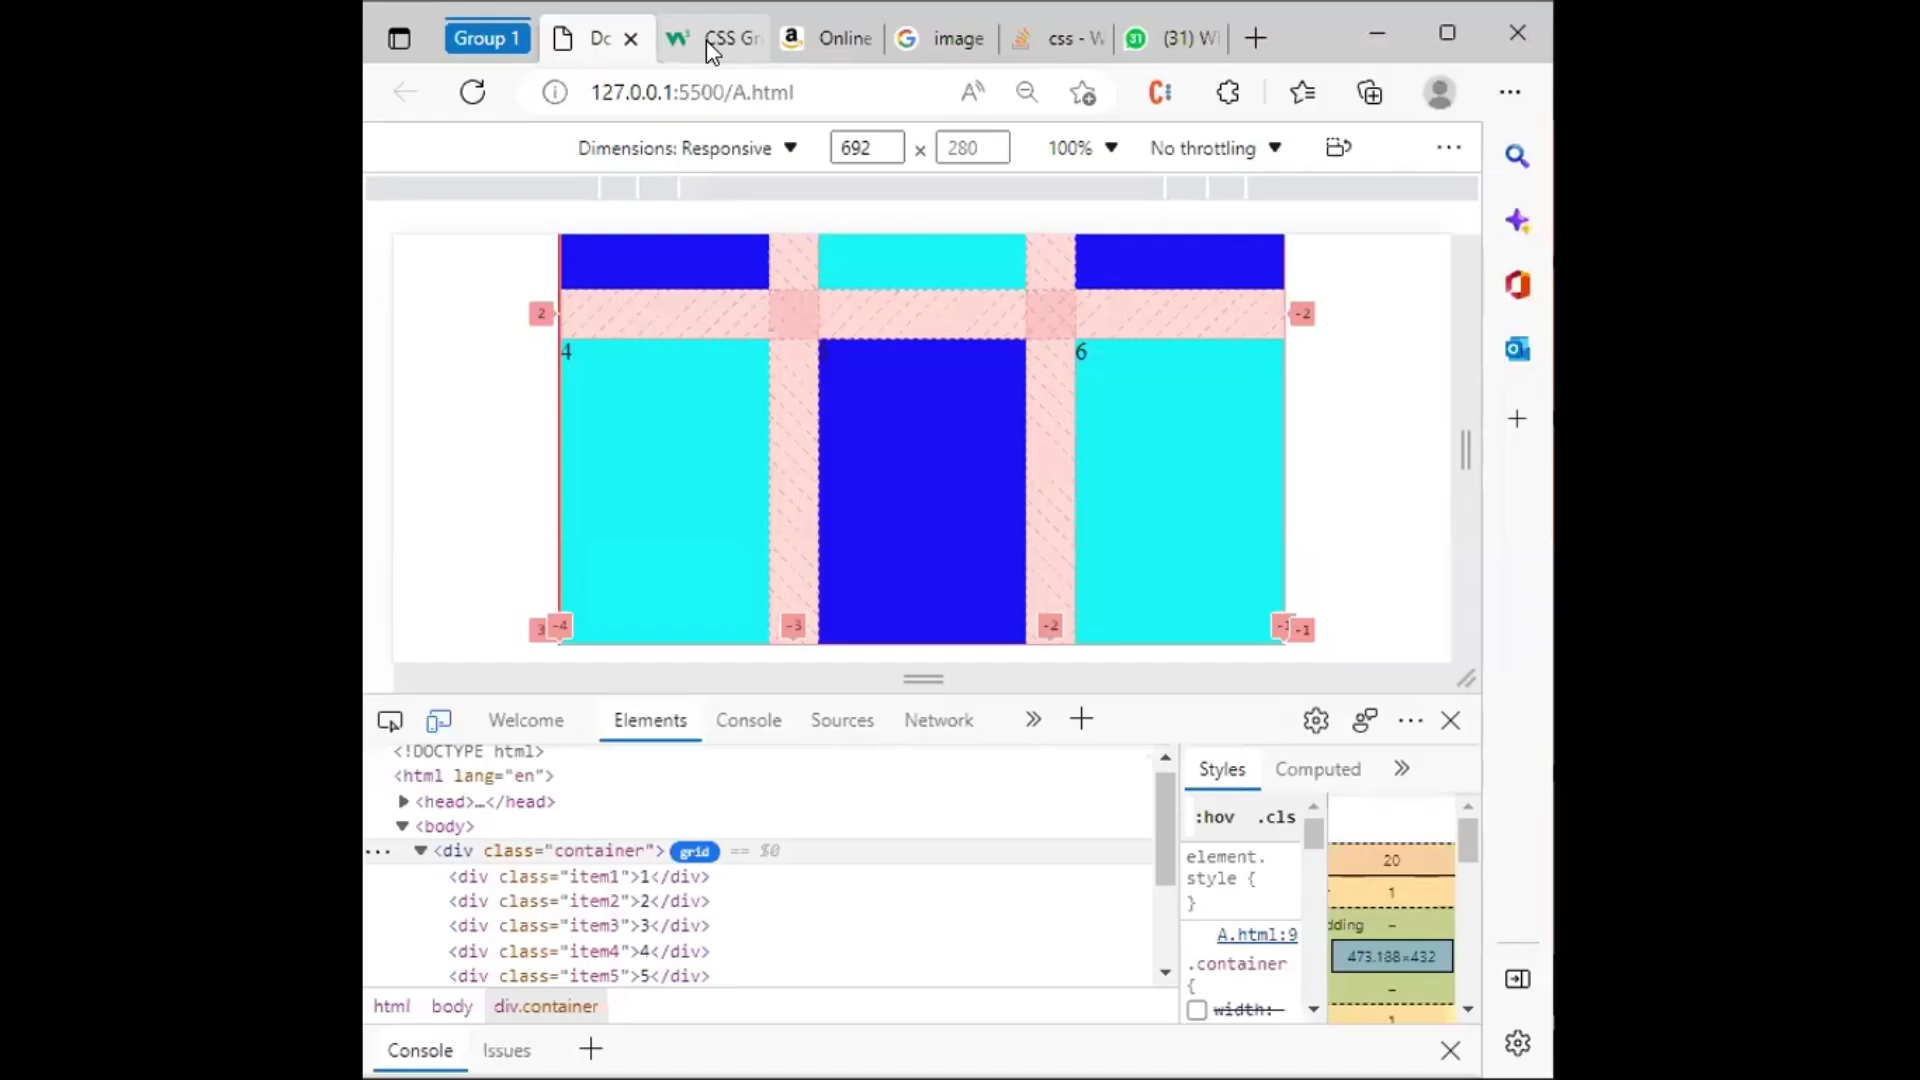 Group 1
Dc
CSS Gr
Online
image
css - W
(31) W
127.0.0.1:5500/A.html
Dimensions: Responsive
692
×
280
100%
No throttling
2
-2
4
6
3
-4
-3
-2
-1
Welcome
Elements
Console
Sources
Network
<!DOCTYPE html>
<html lang="en">
<head>…</head>
<body>
<div class="container"> grid == $0
<div class="item1">1</div>
<div class="item2">2</div>
<div class="item3">3</div>
<div class="item4">4</div>
<div class="item5">5</div>
html body div.container
Styles
Computed
:hov .cls
element.
style {
}
A.html:9
.container
{
width:
20
1
dding
–
473.188×432
–
1
Console
Issues